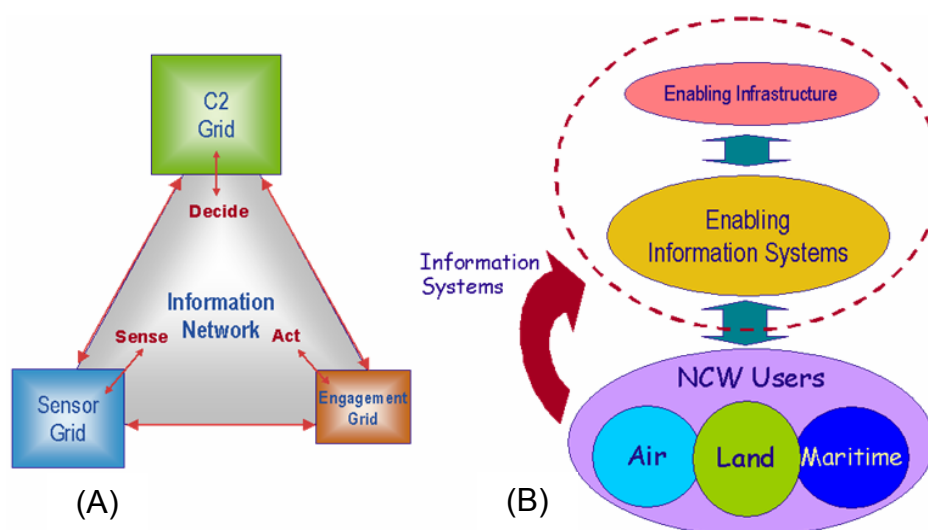 C2
Grid
Decide
Information
Network
Sense
Act
Sensor
Grid
Engagement
Grid
(A)
Enabling Infrastructure
Enabling
Information Systems
Information
Systems
NCW Users
Air
Land
Maritime
(B)